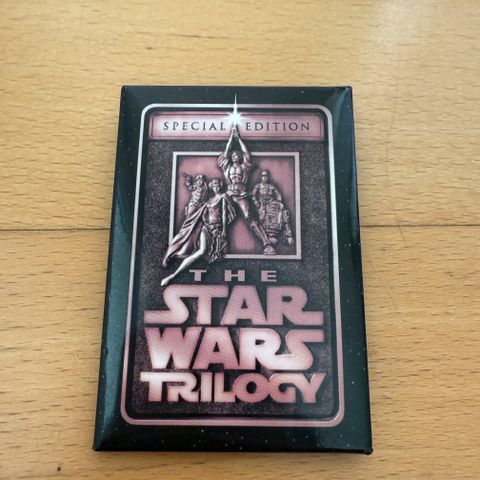 SPECIAL EDITION
THE
STAR
WARS
TRILOGY